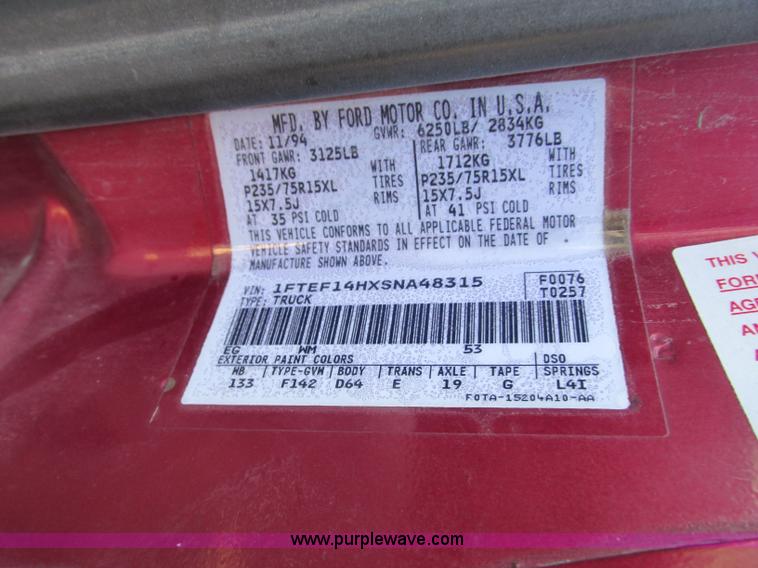 MFD. BY FORD MOTOR CO. IN U.S.A.
DATE: 11/94 GVWR: 6250LB/ 2834KG
FRONT GAWR: 3125LB REAR GAWR: 3776LB
1417KG WITH 1712KG WITH
P235/75R15XL TIRES P235/75R15XL TIRES
15X7.5J RIMS 15X7.5J RIMS
AT 35 PSI COLD AT 41 PSI COLD
THIS VEHICLE CONFORMS TO ALL APPLICABLE FEDERAL MOTOR
VEHICLE SAFETY STANDARDS IN EFFECT ON THE DATE OF
MANUFACTURE SHOWN ABOVE.
VIN: 1FTEF14HXSNA48315 F0076
TYPE: TRUCK T0257
EG WM 53
EXTERIOR PAINT COLORS DSO
WB TYPE-GVM BODY TRANS AXLE TAPE SPRINGS
133 F142 D64 E 19 G L4I
F0TA-15204A10-AA
THIS V
FOR
AG
AN
A
www.purplewave.com